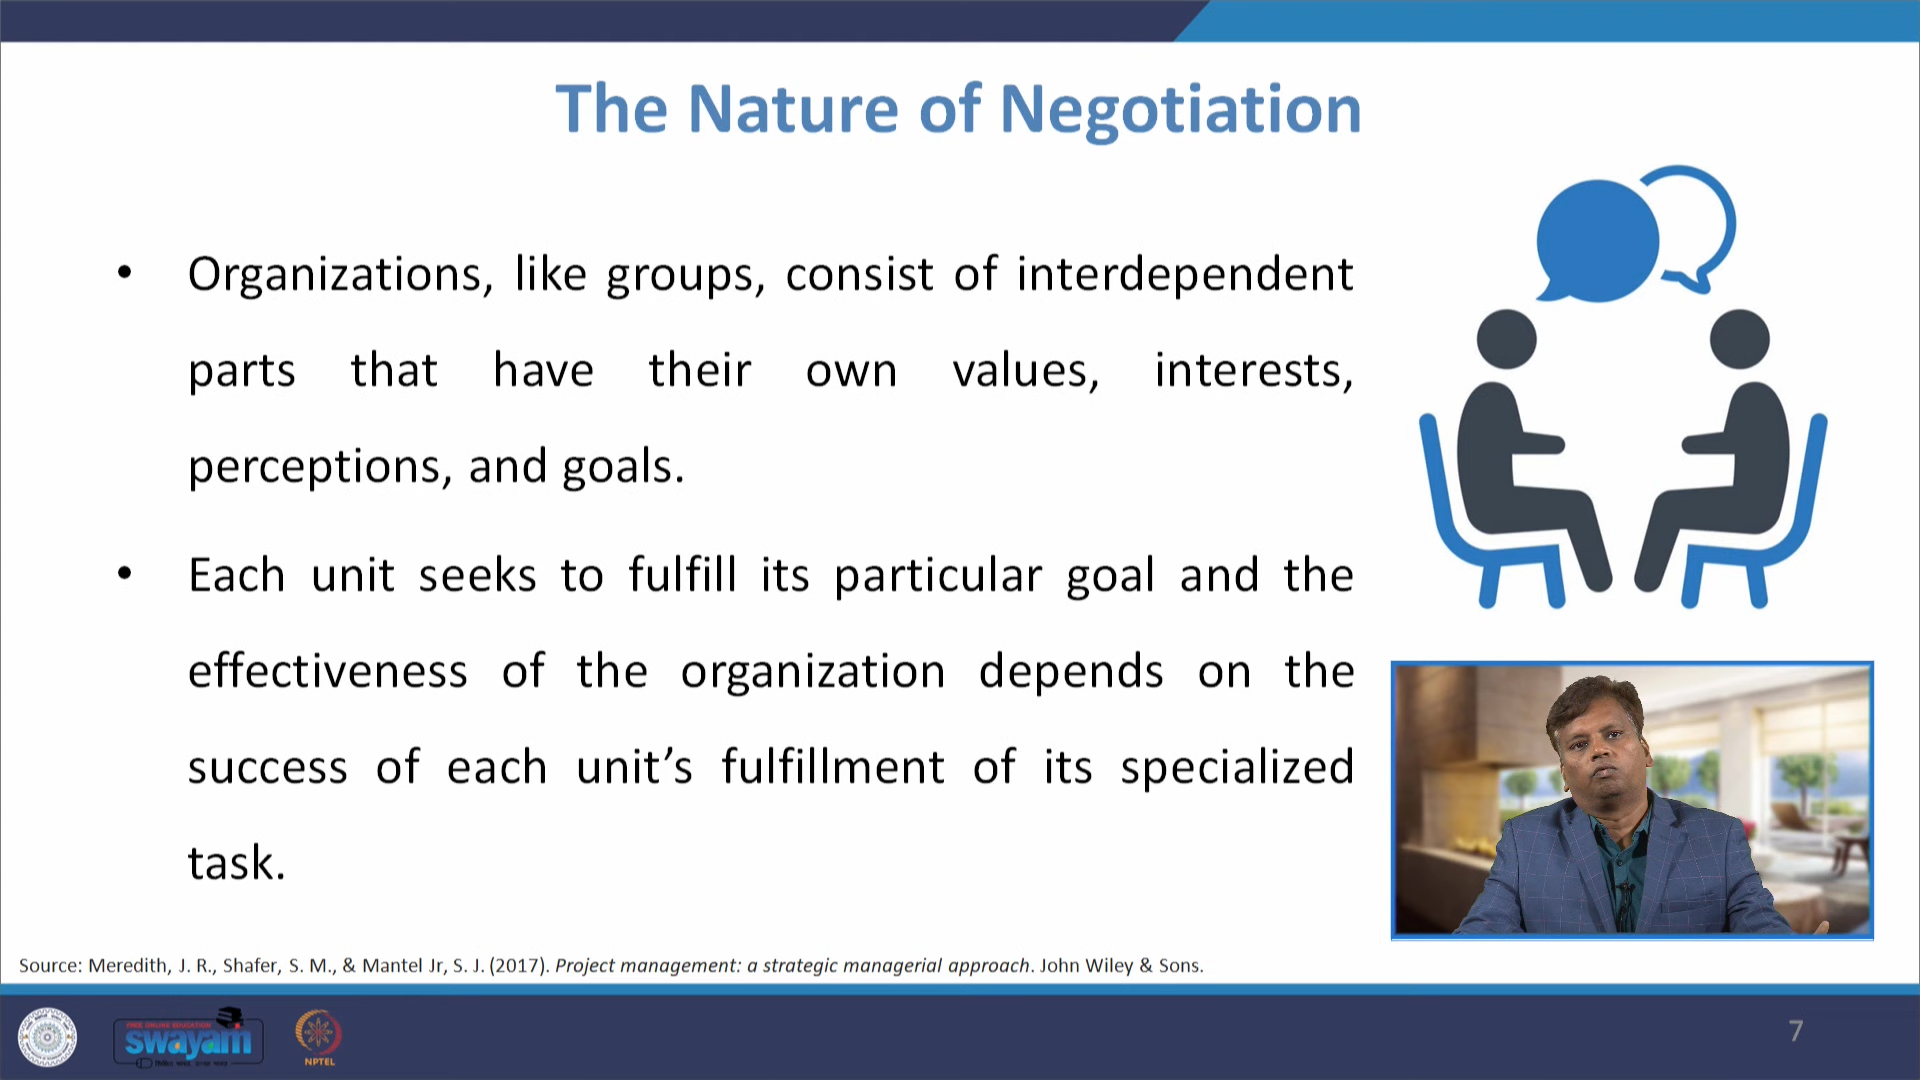 The Nature of Negotiation
• Organizations, like groups, consist of interdependent
parts that have their own values, interests,
perceptions, and goals.
• Each unit seeks to fulfill its particular goal and the
effectiveness of the organization depends on the
success of each unit’s fulfillment of its specialized
task.
Source: Meredith, J. R., Shafer, S. M., & Mantel Jr, S. J. (2017). Project management: a strategic managerial approach. John Wiley & Sons.
FREE ONLINE EDUCATION
swayam
NPTEL
7